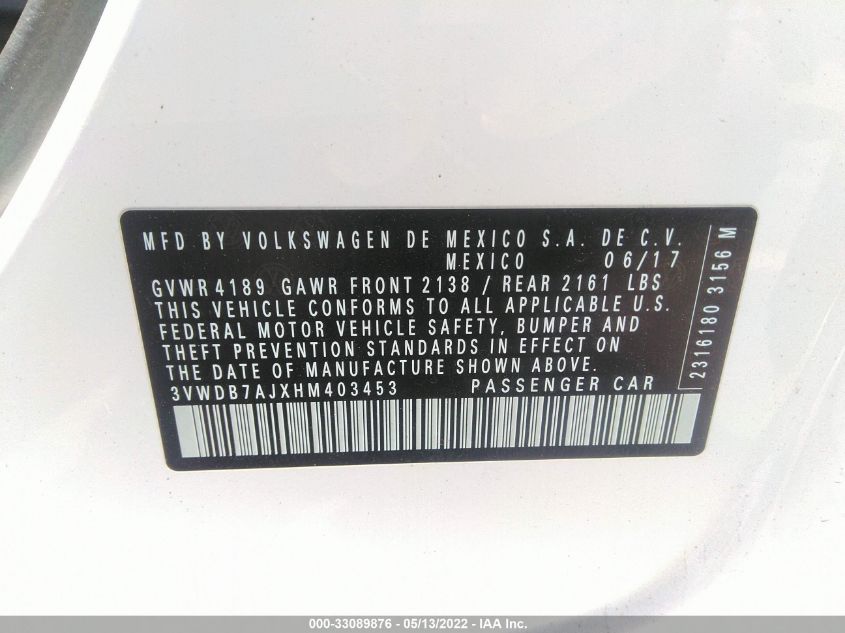 MFD BY VOLKSWAGEN DE MEXICO S.A. DE C.V.
MEXICO 06/17
GVWR 4189 GAWR FRONT 2138 / REAR 2161 LBS
THIS VEHICLE CONFORMS TO ALL APPLICABLE U.S.
FEDERAL MOTOR VEHICLE SAFETY, BUMPER AND
THEFT PREVENTION STANDARDS IN EFFECT ON
THE DATE OF MANUFACTURE SHOWN ABOVE.
3VWDB7AJXHM403453 PASSENGER CAR
2316180 3156 M
000-33089876 - 05/13/2022 - IAA Inc.